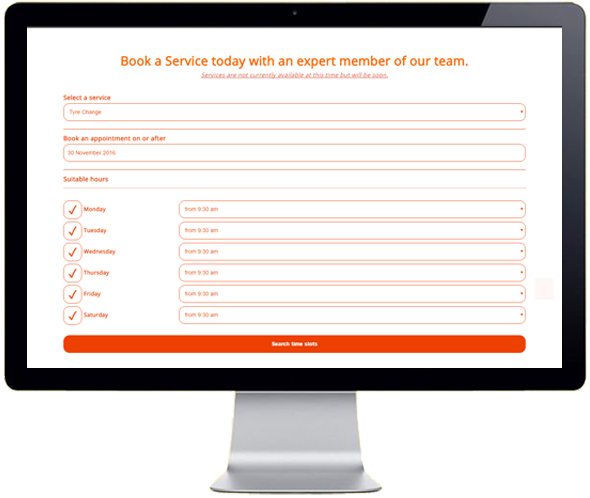 Book a Service today with an expert member of our team.
Services are not currently available at this time but will be soon.
Select a service
Tyre Change
Book an appointment on or after
30 November 2016
Suitable hours
Monday from 9:30 am
Tuesday from 9:30 am
Wednesday from 9:30 am
Thursday from 9:30 am
Friday from 9:30 am
Saturday from 9:30 am
Search time slots